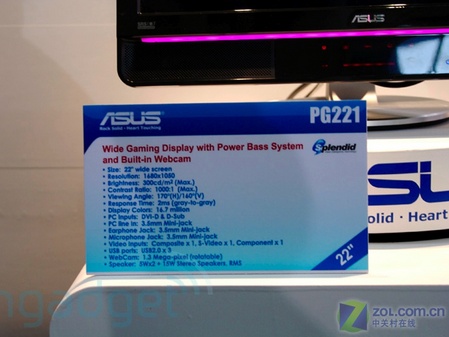 ASUS
ASUS
Rock Solid · Heart Touching
PG221
Wide Gaming Display with Power Bass System
and Built-in Webcam
Splendid
• Size: 22" wide screen
• Resolution: 1680x1050
• Brightness: 300cd/m² (Max.)
• Contrast Ratio: 1000:1 (Max.)
• Viewing Angle: 170°(H)/160°(V)
• Response Time: 2ms (gray-to-gray)
• Display Colors: 16.7 million
• PC Inputs: DVI-D & D-Sub
• PC line in: 3.5mm Mini-jack
• Earphone Jack: 3.5mm Mini-jack
• Microphone Jack: 3.5mm Mini-jack
• Video Inputs: Composite x 1, S-Video x 1, Component x 1
• USB ports: USB2.0 x 3
• WebCam: 1.3 Mega-pixel (rotatable)
• Speaker: 5Wx2 + 15W Stereo Speakers, RMS
22"
SUS
olid · Heart
engadget
ZOL.COM.CN
中关村在线